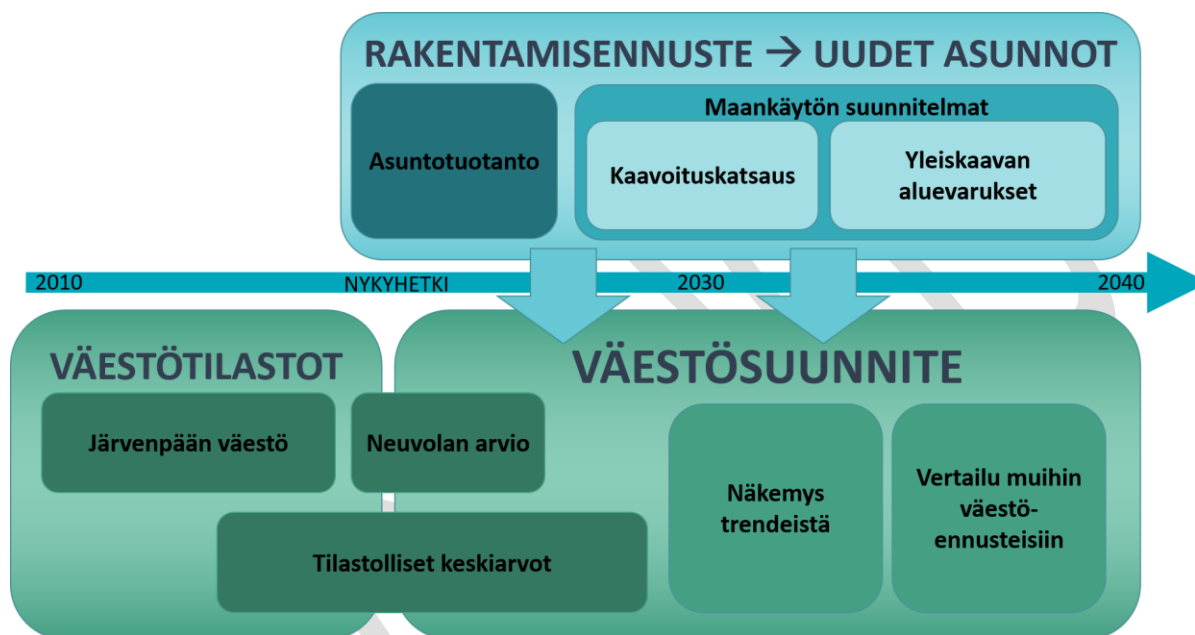 RAKENTAMISENNUSTE → UUDET ASUNNOT
Asuntotuotanto
Maankäytön suunnitelmat
Kaavoituskatsaus
Yleiskaavan
aluevarukset
2010
NYKYHETKI
2030
2040
VÄESTÖTILASTOT
Järvenpään väestö
VÄESTÖSUUNNITE
Neuvolan arvio
Tilastolliset keskiarvot
Näkemys
trendeistä
Vertailu muihin
väestö-
ennusteisiin